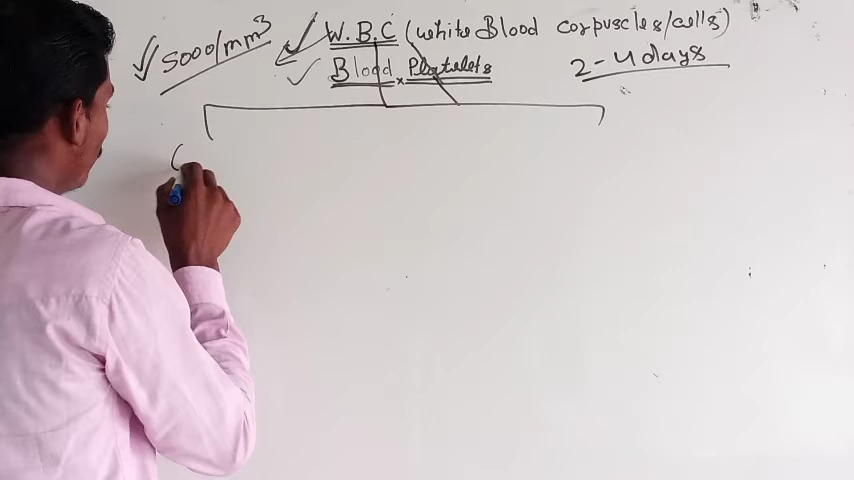 5000/mm³ W.B.C (white Blood corpuscles/cells)
Blood Platelets 2-4 days